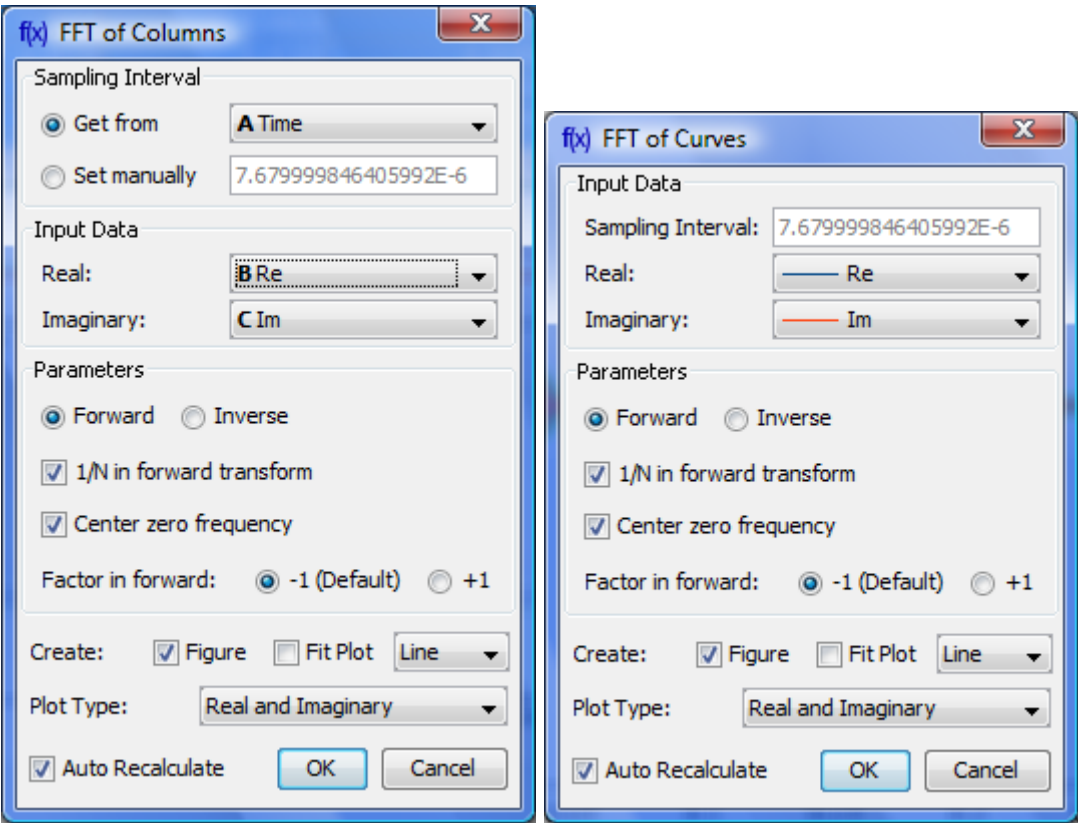 f(x) FFT of Columns
Sampling Interval
Get from A Time
Set manually 7.679999846405992E-6
Input Data
Real: B Re
Imaginary: C Im
Parameters
Forward Inverse
1/N in forward transform
Center zero frequency
Factor in forward: -1 (Default) +1
Create: Figure Fit Plot Line
Plot Type: Real and Imaginary
Auto Recalculate OK Cancel
f(x) FFT of Curves
Input Data
Sampling Interval: 7.679999846405992E-6
Real: Re
Imaginary: Im
Parameters
Forward Inverse
1/N in forward transform
Center zero frequency
Factor in forward: -1 (Default) +1
Create: Figure Fit Plot Line
Plot Type: Real and Imaginary
Auto Recalculate OK Cancel